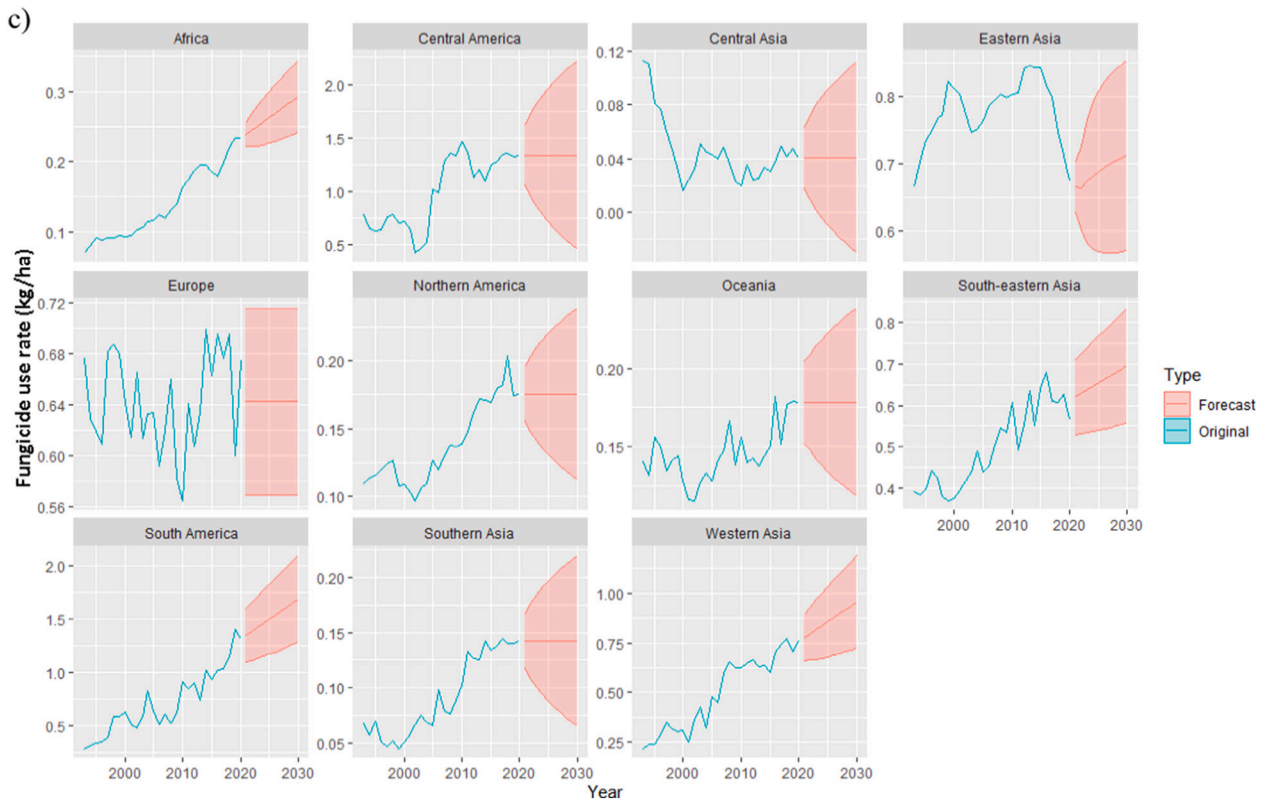 c)
Africa
Central America
Central Asia
Eastern Asia
0.3
0.2
0.1
2.0
1.5
1.0
0.5
0.12
0.08
0.04
0.00
0.8
0.7
0.6
Fungicide use rate (kg/ha)
Europe
Northern America
Oceania
South-eastern Asia
0.72
0.68
0.64
0.60
0.56
0.20
0.15
0.10
0.20
0.15
0.8
0.7
0.6
0.5
0.4
2000 2010 2020 2030
Type
Forecast
Original
South America
Southern Asia
Western Asia
2.0
1.5
1.0
0.5
0.20
0.15
0.10
0.05
1.00
0.75
0.50
0.25
2000 2010 2020 2030
2000 2010 2020 2030
2000 2010 2020 2030
Year